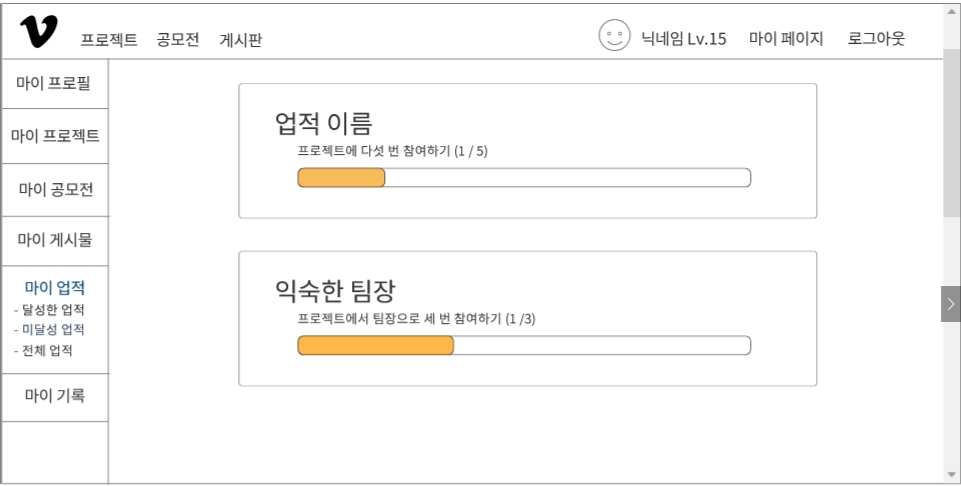 프로젝트 공모전 게시판 닉네임 Lv.15 마이 페이지 로그아웃
마이 프로필
마이 프로젝트
마이 공모전
마이 게시물
마이 업적
- 달성한 업적
- 미달성 업적
- 전체 업적
마이 기록
업적 이름
프로젝트에 다섯 번 참여하기 (1 / 5)
익숙한 팀장
프로젝트에서 팀장으로 세 번 참여하기 (1 /3)